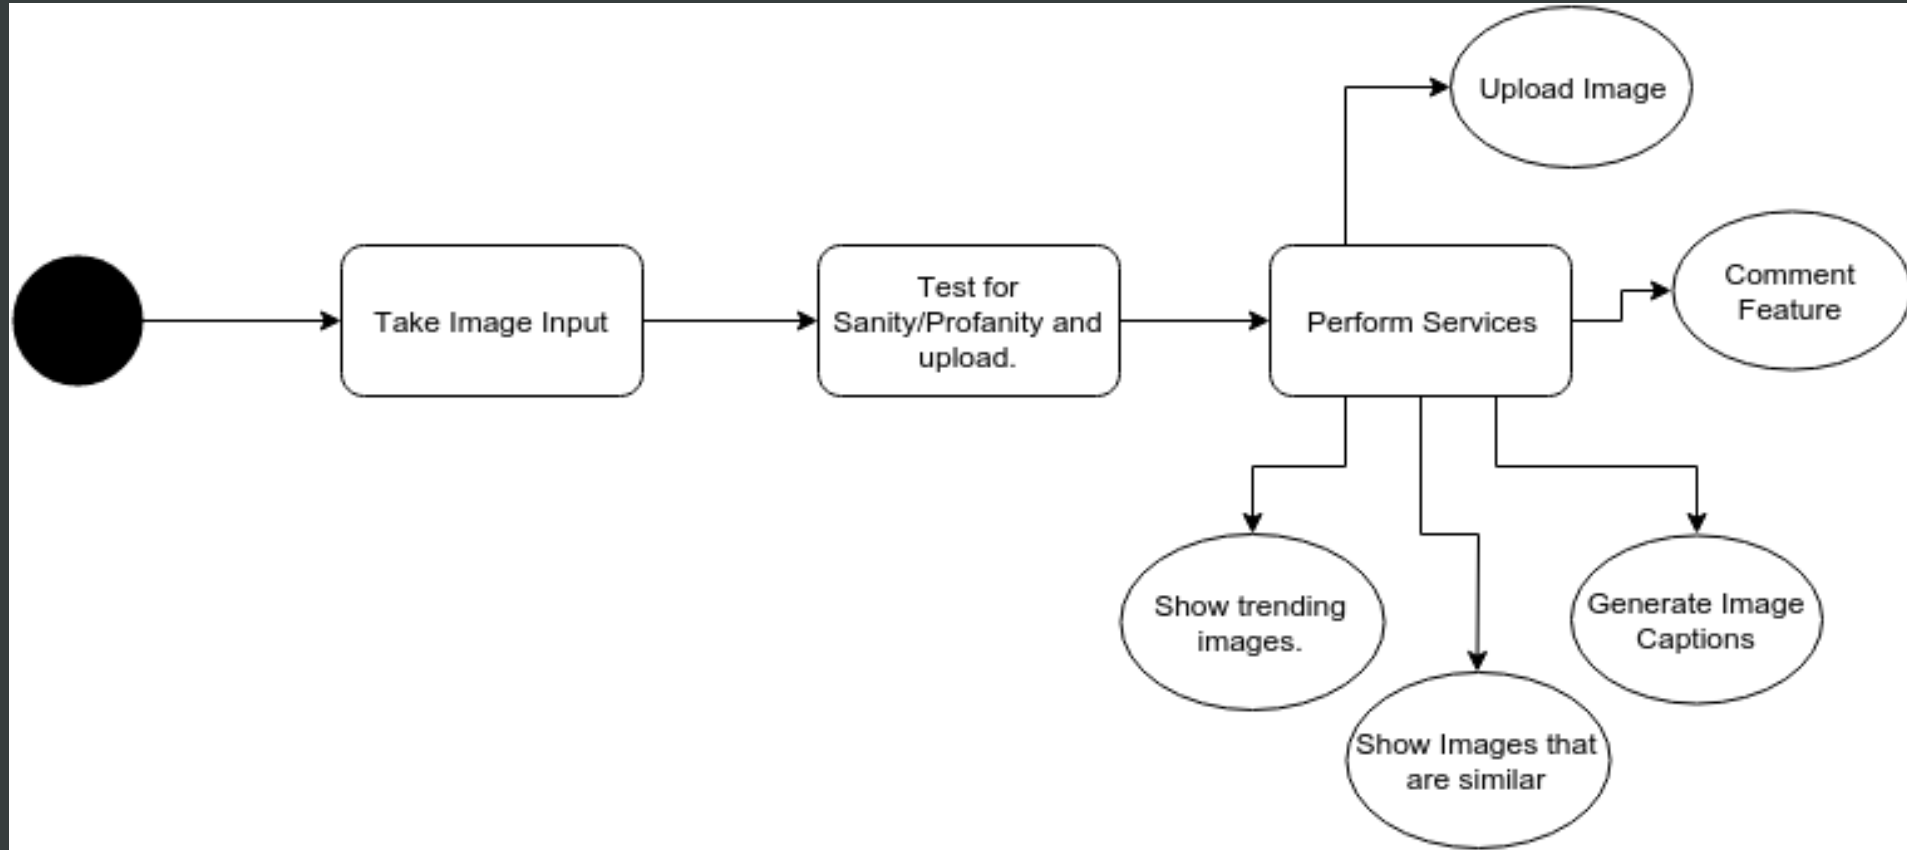 Upload Image
Comment
Feature
Take Image Input
Test for
Sanity/Profanity and
upload.
Perform Services
Show trending
images.
Generate Image
Captions
Show Images that
are similar